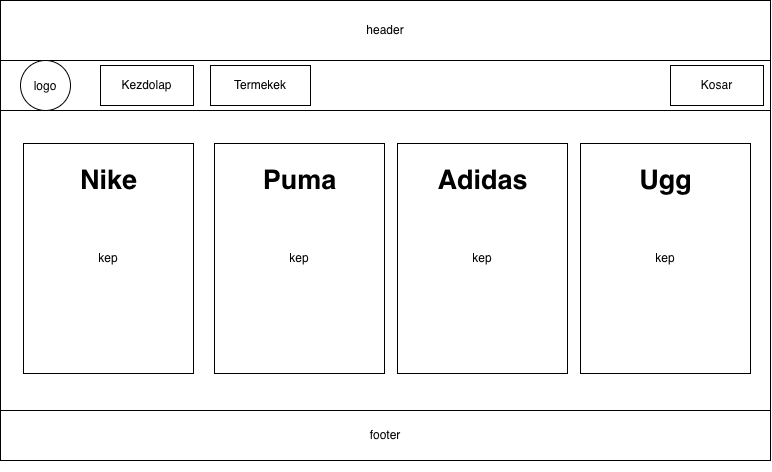 header
logo
Kezdolap
Termekek
Kosar
Nike
Puma
Adidas
Ugg
kep
kep
kep
kep
footer